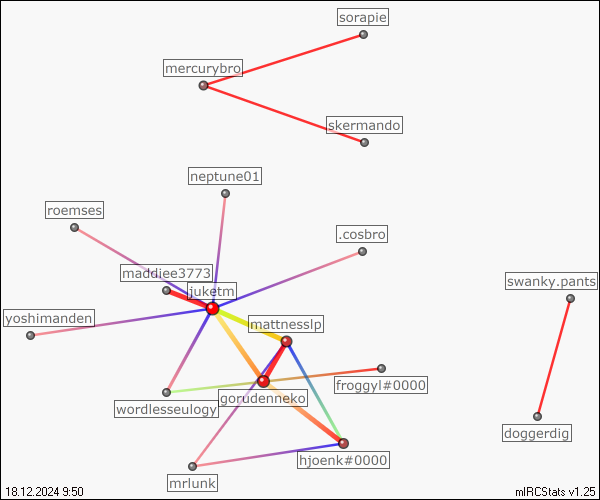 sorapie
mercurybro
skermando
neptune01
roemses
.cosbro
maddiee3773
juketm
swanky.pants
yoshimanden
mattnesslp
froggyl#0000
gorxdenneko
wordlesseulogy
doggerdig
hjoenk#0000
mrlunk
18.12.2024 9:50
mIRCStats v1.25